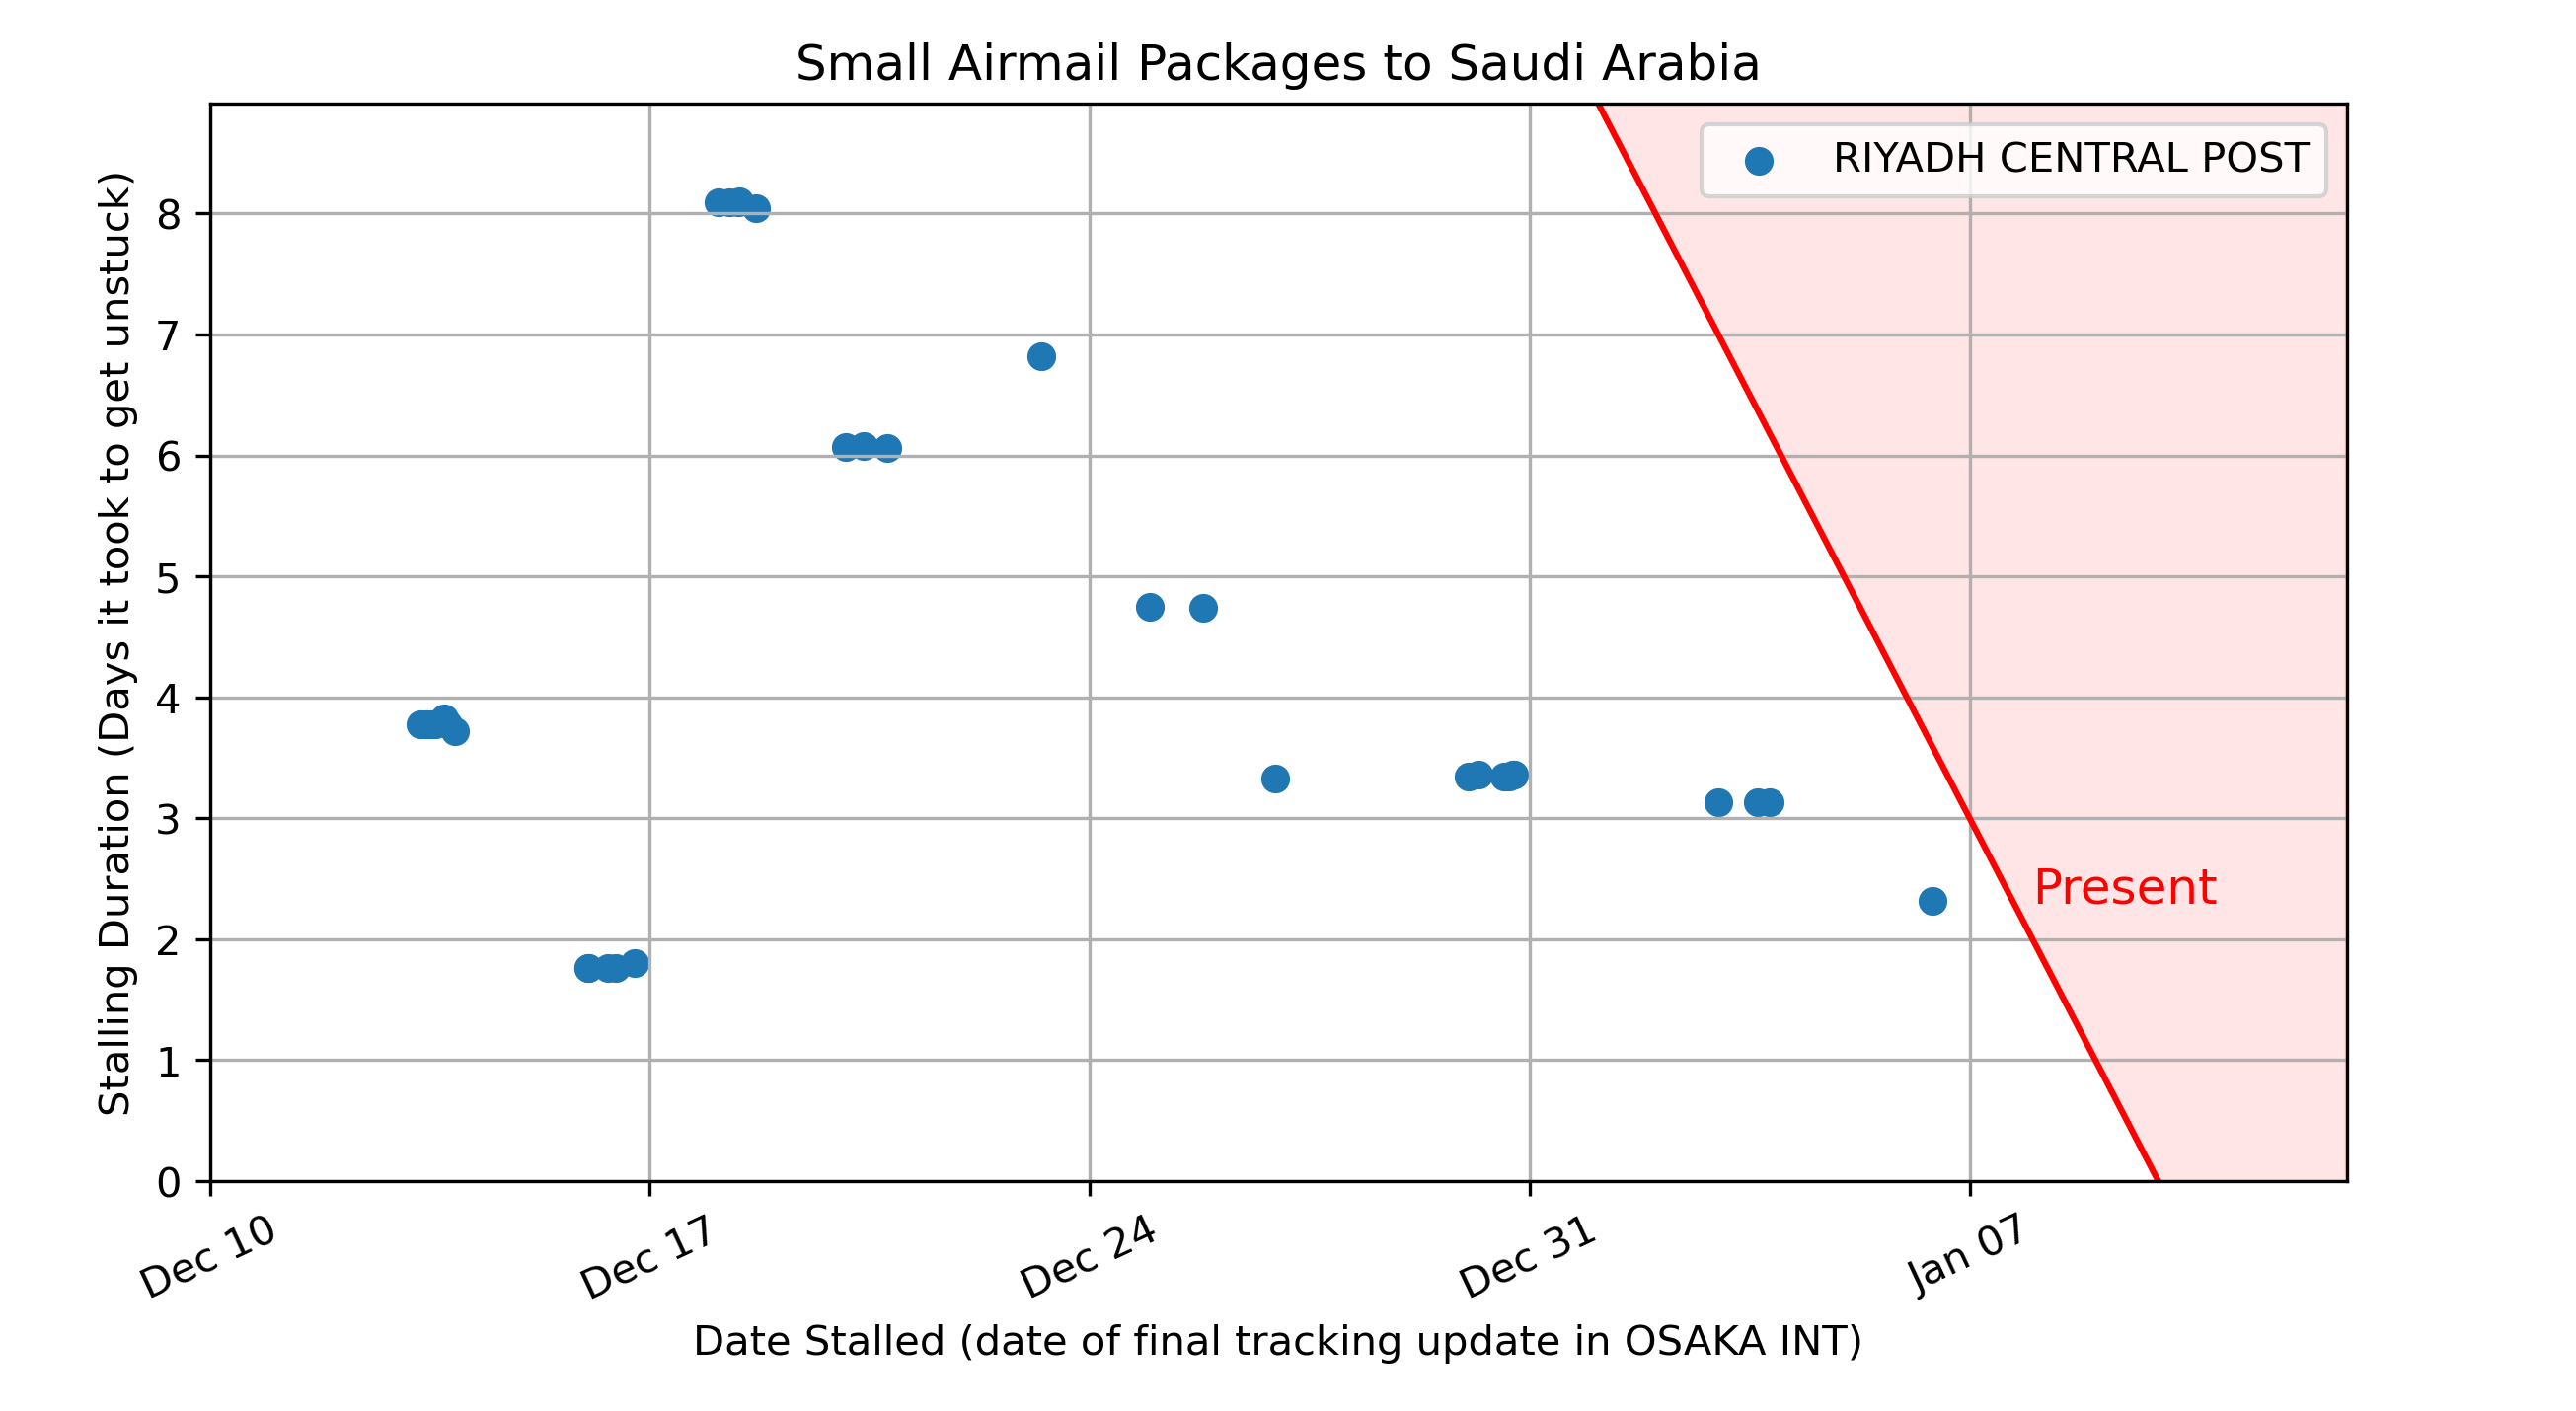 Small Airmail Packages to Saudi Arabia
RIYADH CENTRAL POST
Stalling Duration (Days it took to get unstuck)
8
7
6
5
4
3
2
1
0
Present
Dec 10
Dec 17
Dec 24
Dec 31
Jan 07
Date Stalled (date of final tracking update in OSAKA INT)